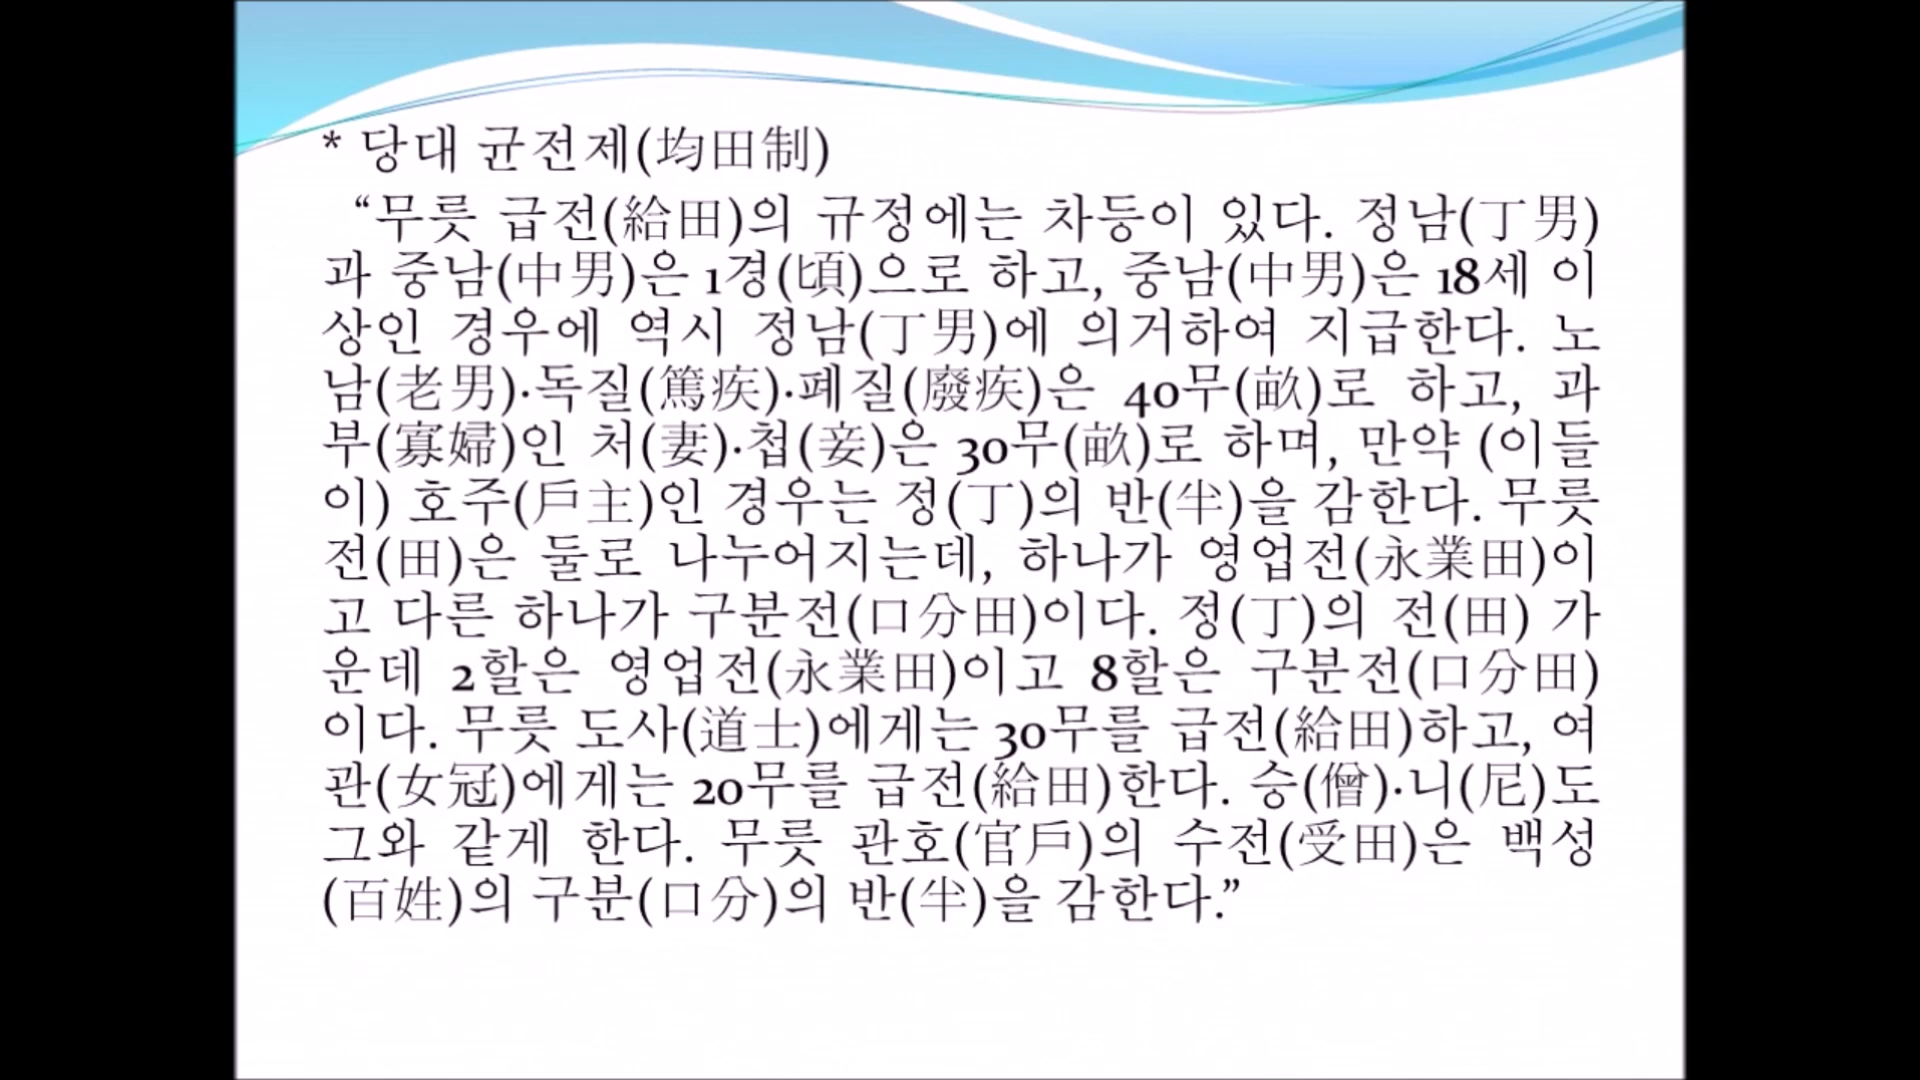 * 당대 균전제(均田制)
“무릇 급전(給田)의 규정에는 차등이 있다. 정남(丁男)
과 중남(中男)은 1경(頃)으로 하고, 중남(中男)은 18세 이
상인 경우에 역시 정남(丁男)에 의거하여 지급한다. 노
남(老男)·독질(篤疾)·폐질(廢疾)은 40무(畝)로 하고, 과
부(寡婦)인 처(妻)·첩(妾)은 30무(畝)로 하며, 만약 (이들
이) 호주(戶主)인 경우는 정(丁)의 반(半)을 감한다. 무릇
전(田)은 둘로 나누어지는데, 하나가 영업전(永業田)이
고 다른 하나가 구분전(口分田)이다. 정(丁)의 전(田) 가
운데 2할은 영업전(永業田)이고 8할은 구분전(口分田)
이다. 무릇 도사(道士)에게는 30무를 급전(給田)하고, 여
관(女冠)에게는 20무를 급전(給田)한다. 승(僧)·니(尼)도
그와 같게 한다. 무릇 관호(官戶)의 수전(受田)은 백성
(百姓)의 구분(口分)의 반(半)을 감한다.”